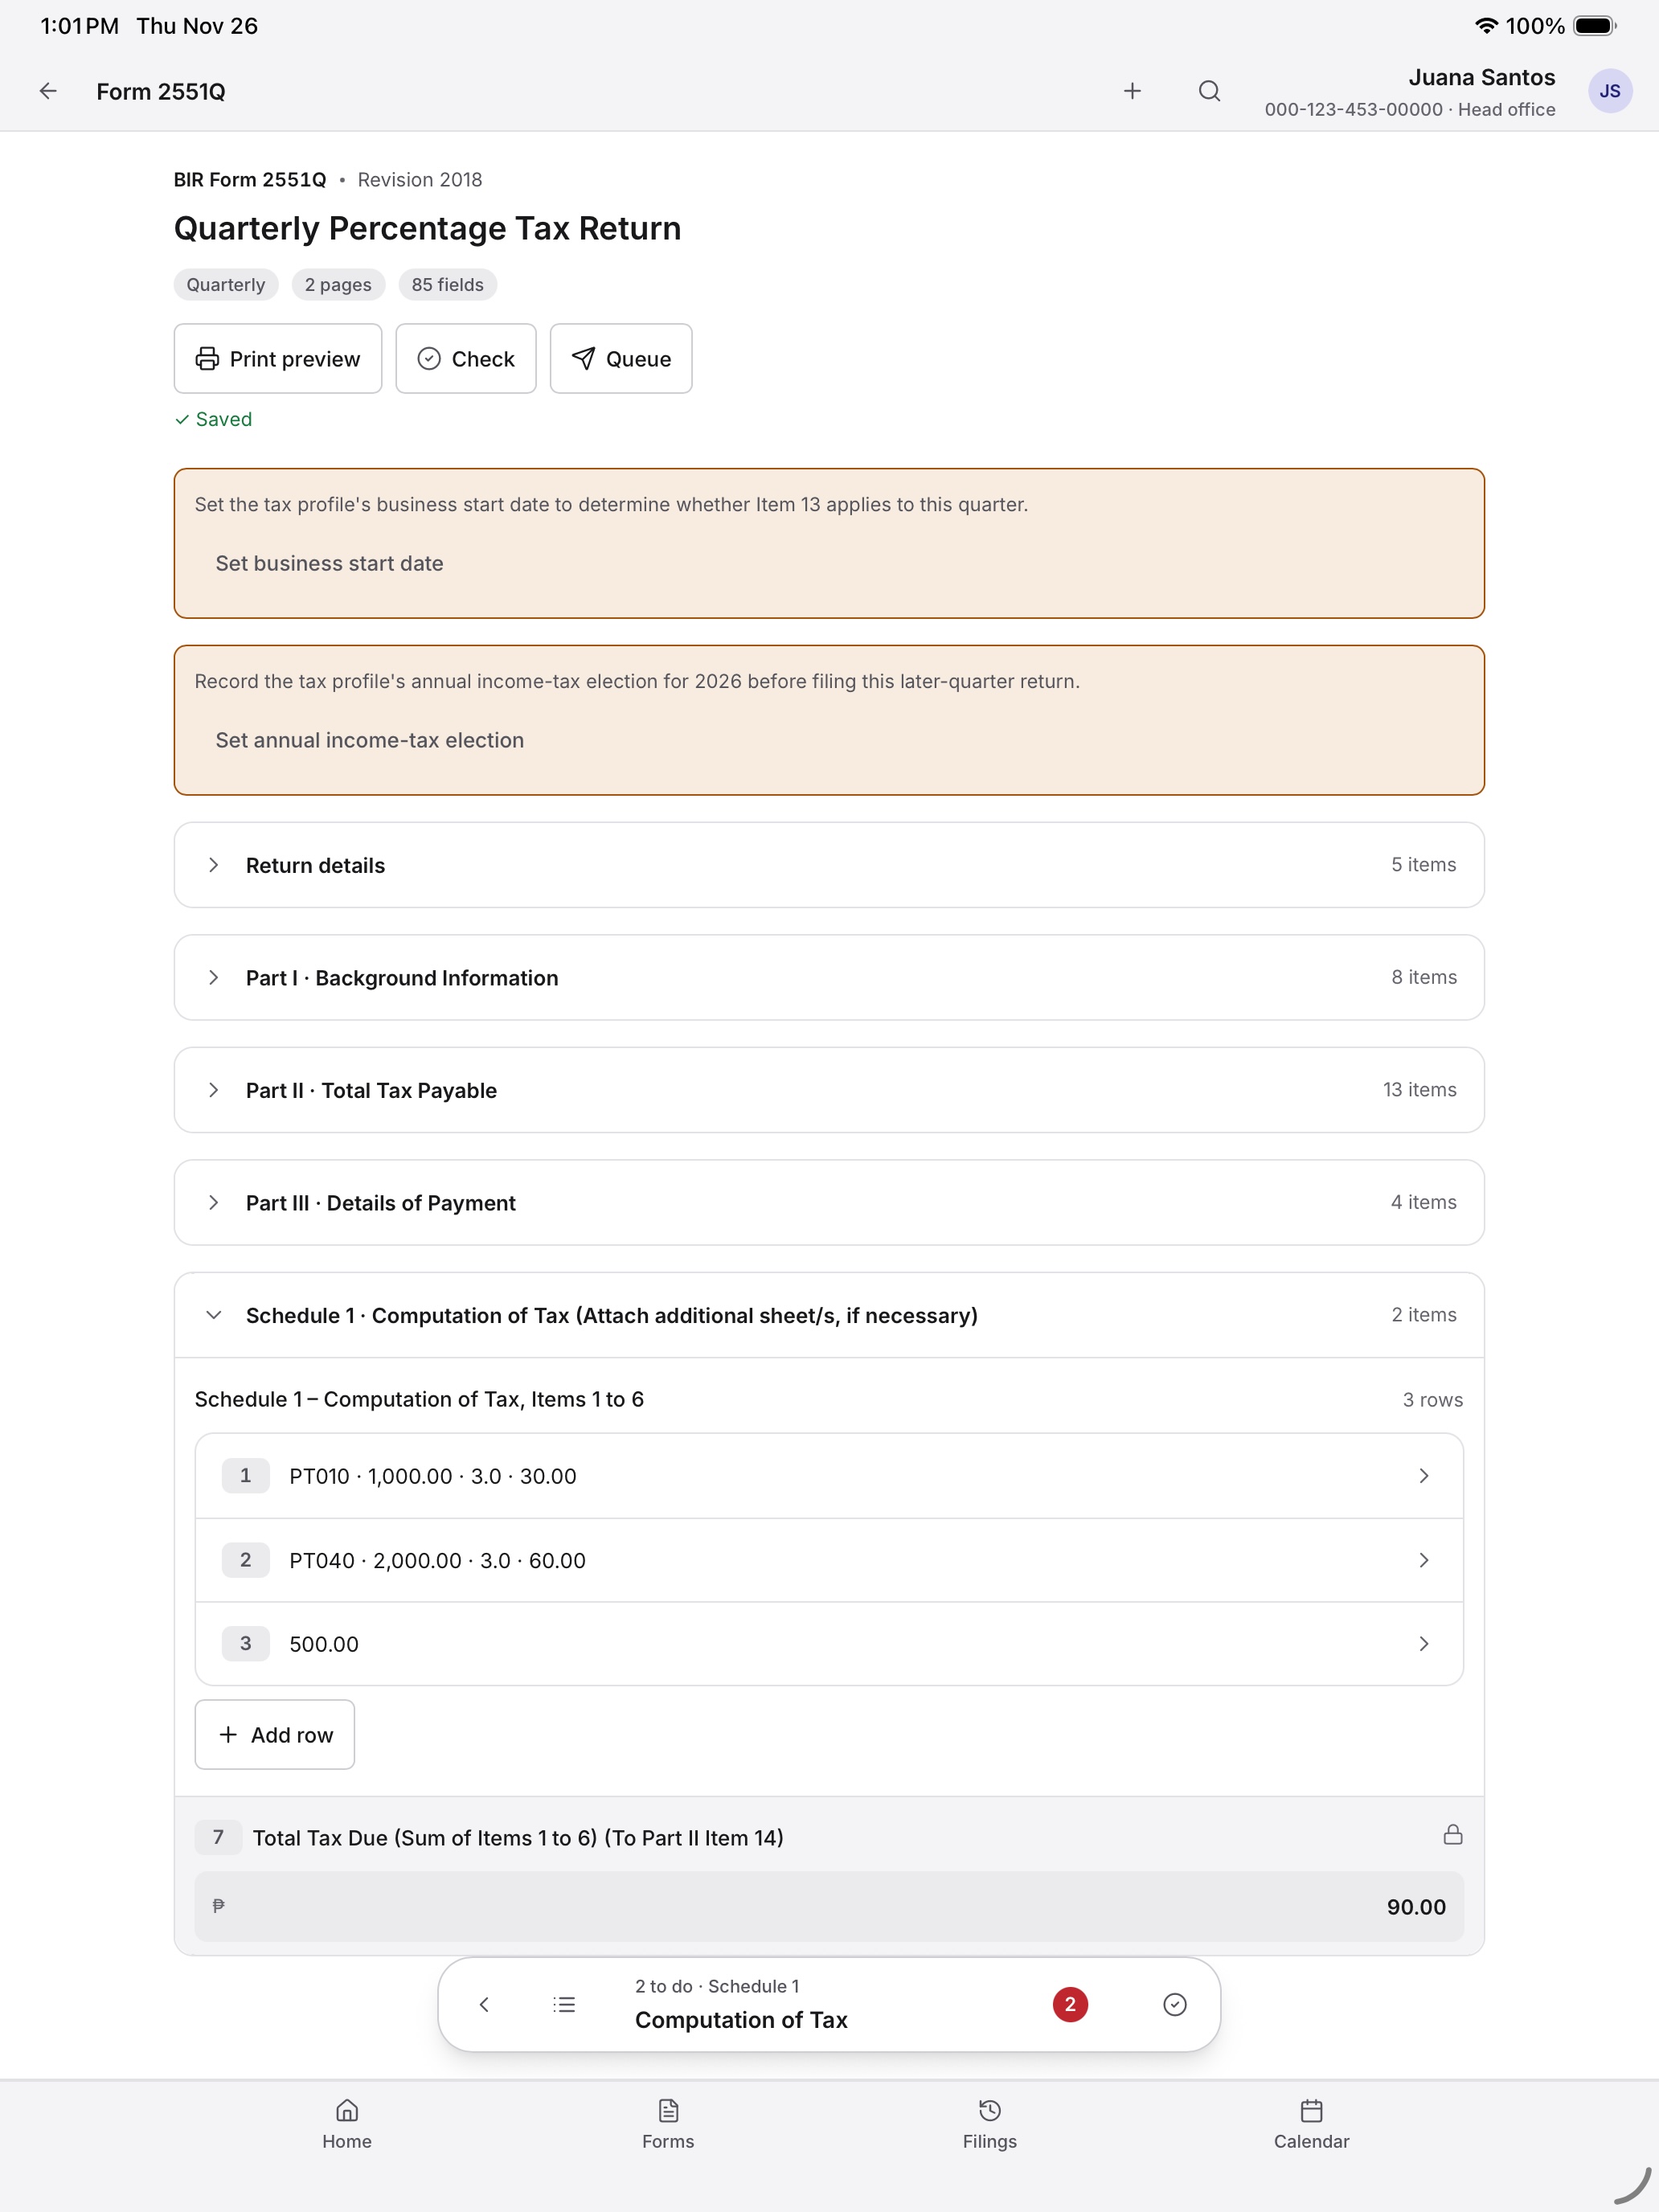 1:01 PM Thu Nov 26
100%
Form 2551Q
Juana Santos
000-123-453-00000 · Head office
JS
BIR Form 2551Q • Revision 2018
Quarterly Percentage Tax Return
Quarterly
2 pages
85 fields
Print preview
Check
Queue
Saved
Set the tax profile's business start date to determine whether Item 13 applies to this quarter.
Set business start date
Record the tax profile's annual income-tax election for 2026 before filing this later-quarter return.
Set annual income-tax election
Return details
5 items
Part I · Background Information
8 items
Part II · Total Tax Payable
13 items
Part III · Details of Payment
4 items
Schedule 1 · Computation of Tax (Attach additional sheet/s, if necessary)
2 items
Schedule 1 – Computation of Tax, Items 1 to 6
3 rows
1 PT010 · 1,000.00 · 3.0 · 30.00
2 PT040 · 2,000.00 · 3.0 · 60.00
3 500.00
Add row
7 Total Tax Due (Sum of Items 1 to 6) (To Part II Item 14)
₱ 90.00
2 to do · Schedule 1
Computation of Tax
2
Home
Forms
Filings
Calendar